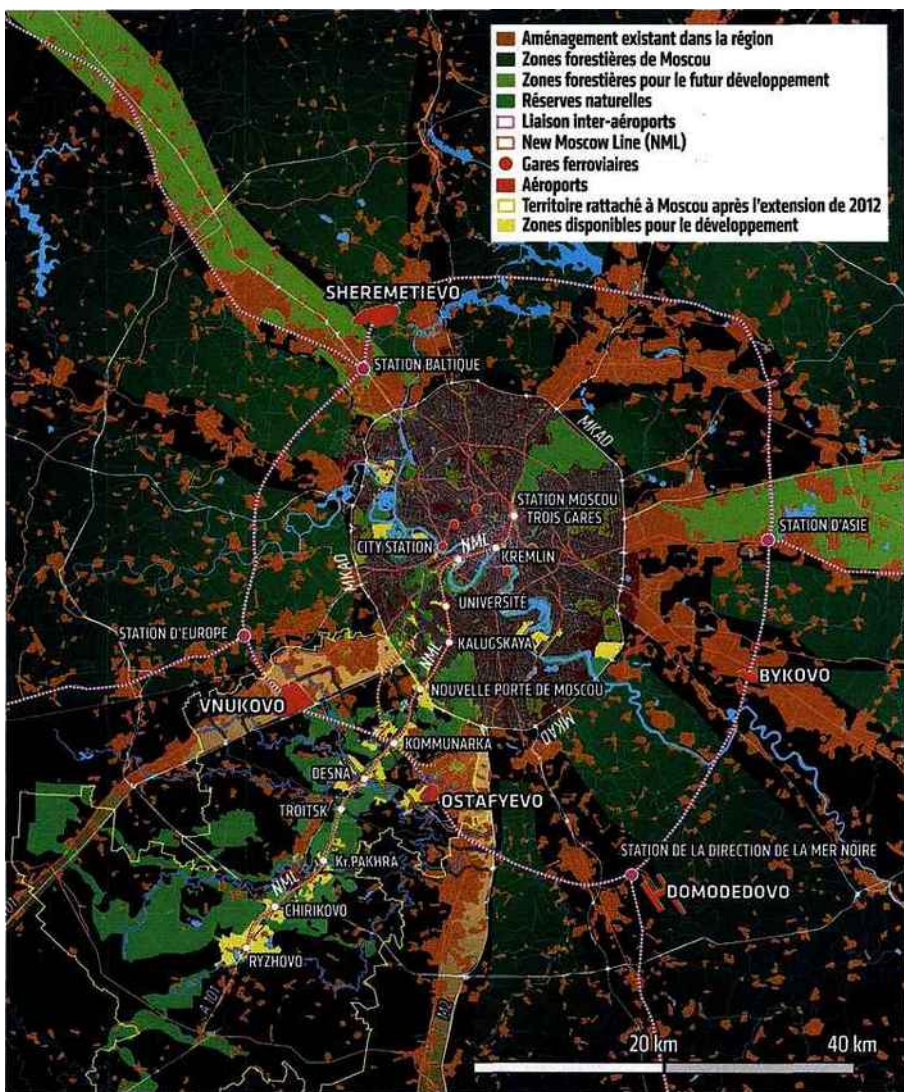 Aménagement existant dans la région
Zones forestières de Moscou
Zones forestières pour le futur développement
Réserves naturelles
Liaison inter-aéroports
New Moscow Line (NML)
Gares ferroviaires
Aéroports
Territoire rattaché à Moscou après l'extension de 2012
Zones disponibles pour le développement
SHEREMETIEVO
STATION BALTIQUE
MKAD
STATION MOSCOU
TROIS GARES
STATION D'ASIE
CITY STATION
NML
KREMLIN
MKAD
UNIVERSITE
STATION D'EUROPE
KALUGSKAYA
NML
BYKOVO
NOUVELLE PORTE DE MOSCOU
VNUKOVO
MKAD
KOMMUNARKA
DESNA
OSTAFYEVO
TROITSK
STATION DE LA DIRECTION DE LA MER NOIRE
Kr.PAKHRA
DOMODEDOVO
NML
CHIRIKOVO
RYZHOVO
A 101
M2
20 km
40 km